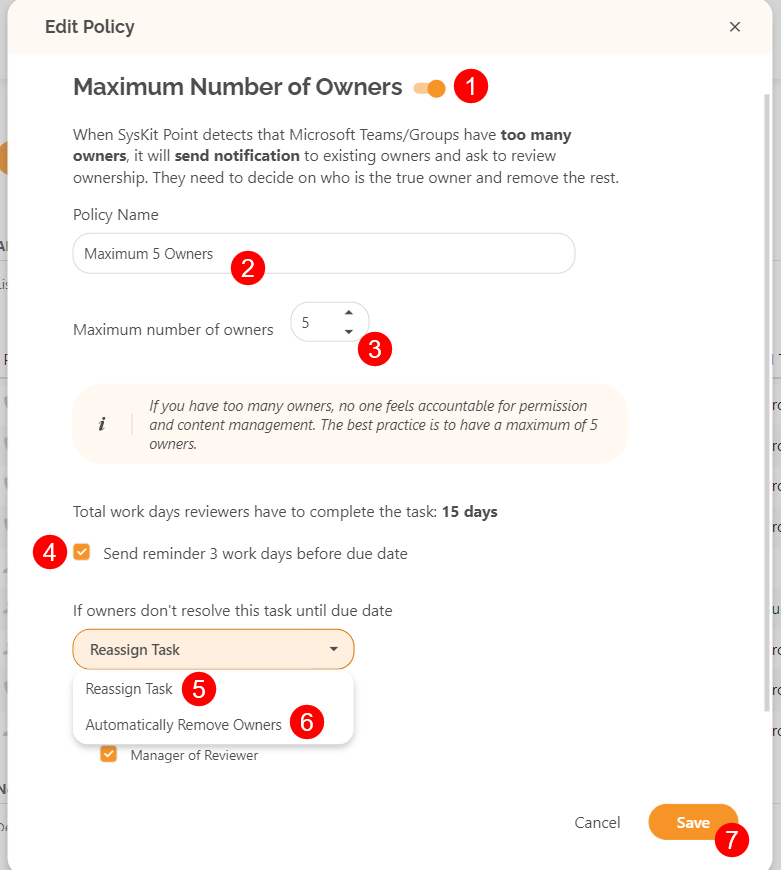 Edit Policy
Maximum Number of Owners 1
When SysKit Point detects that Microsoft Teams/Groups have too many
owners, it will send notification to existing owners and ask to review
ownership. They need to decide on who is the true owner and remove the rest.
Policy Name
Maximum 5 Owners 2
Maximum number of owners 5
3
i If you have too many owners, no one feels accountable for permission
and content management. The best practice is to have a maximum of 5
owners.
Total work days reviewers have to complete the task: 15 days
4 Send reminder 3 work days before due date
If owners don't resolve this task until due date
Reassign Task
Reassign Task 5
Automatically Remove Owners 6
Manager of Reviewer
Cancel Save
7